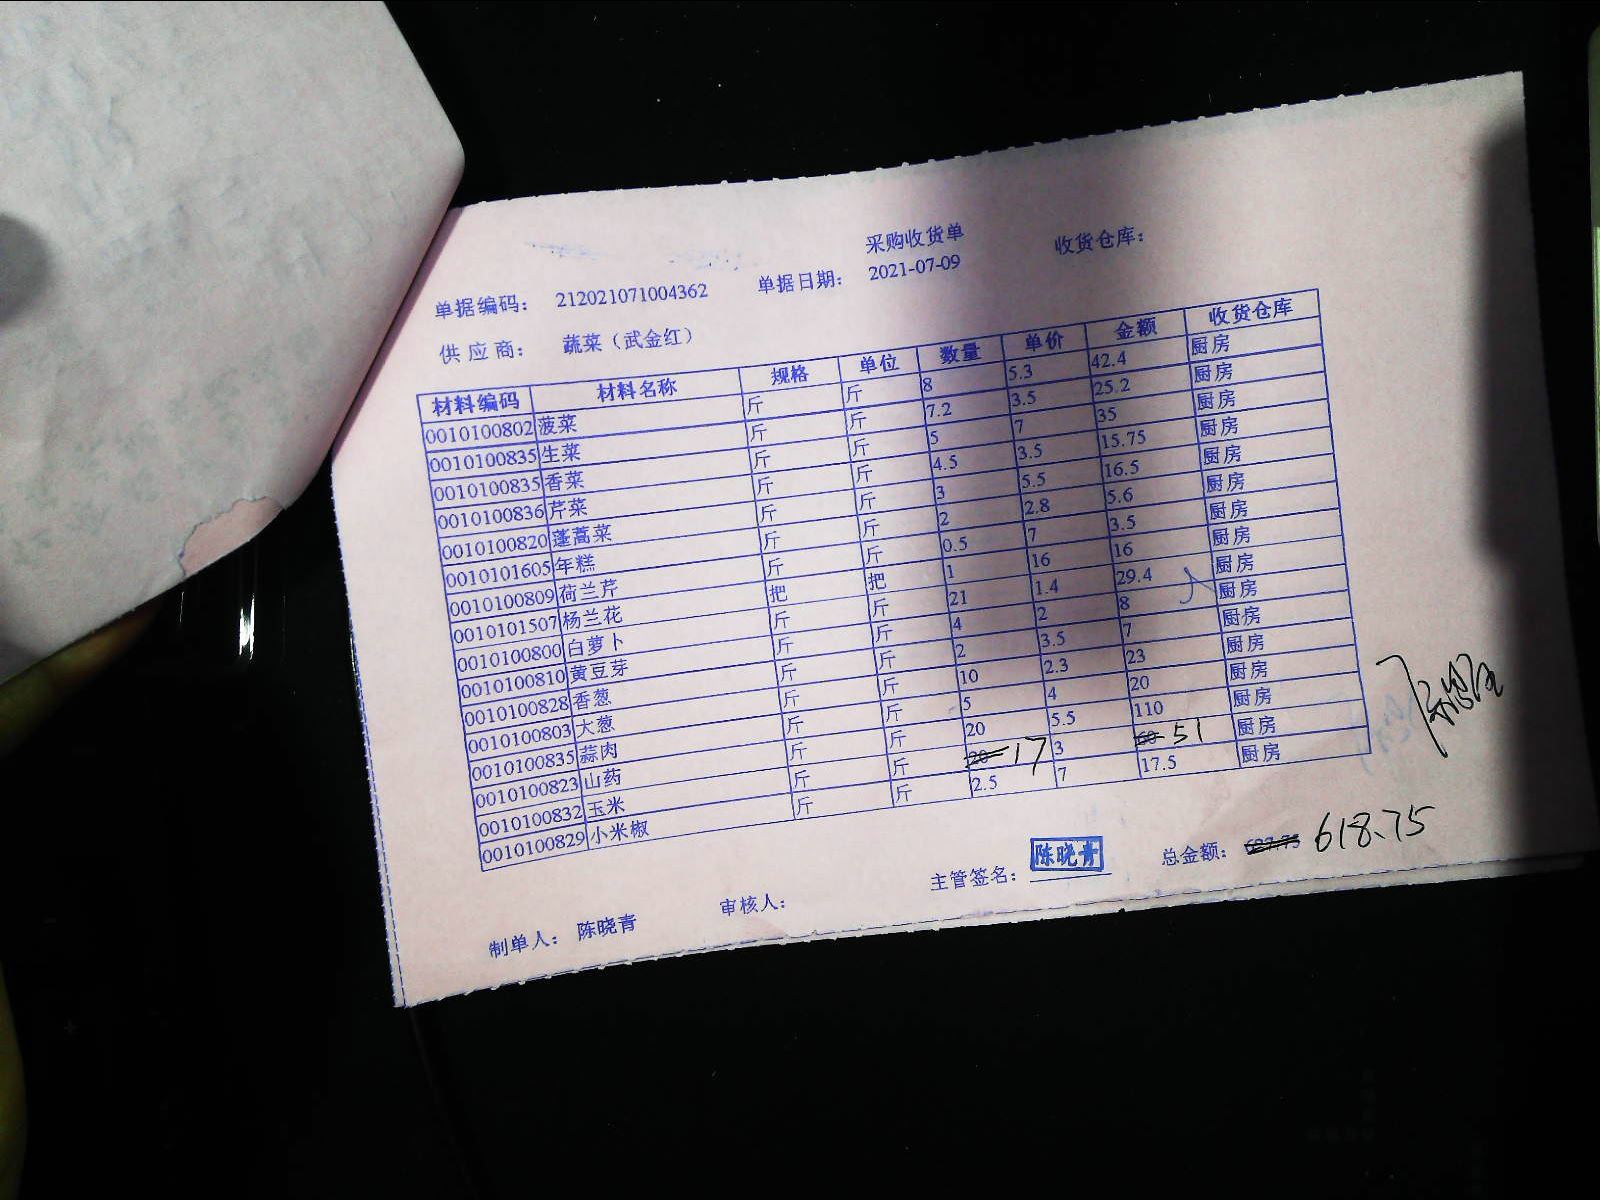 采购收货单
单据编码： 212021071004362 单据日期： 2021-07-09 收货仓库：
供应商： 蔬菜（武金红）
材料编码 材料名称 规格 单位 数量 单价 金额 收货仓库
0010100802 菠菜 斤 斤 8 5.3 42.4 厨房
0010100835 生菜 斤 斤 7.2 3.5 25.2 厨房
0010100835 香菜 斤 斤 5 7 35 厨房
0010100836 芹菜 斤 斤 4.5 3.5 15.75 厨房
0010100820 蓬蒿菜 斤 斤 3 5.5 16.5 厨房
0010101605 年糕 斤 斤 2 2.8 5.6 厨房
0010100809 荷兰芹 斤 斤 0.5 7 3.5 厨房
0010101507 杨兰花 把 把 1 16 16 厨房
0010100800 白萝卜 斤 斤 21 1.4 29.4 厨房
0010100810 黄豆芽 斤 斤 4 2 8 厨房
0010100828 香葱 斤 斤 2 3.5 7 厨房
0010100803 大葱 斤 斤 10 2.3 23 厨房
0010100835 蒜肉 斤 斤 5 4 20 厨房
0010100823 山药 斤 斤 20 5.5 110 厨房
0010100832 玉米 斤 斤 20 17 3 60 51 厨房
0010100829 小米椒 斤 斤 2.5 7 17.5 厨房
制单人： 陈晓青 审核人： 主管签名： 陈晓青 总金额： 618.75